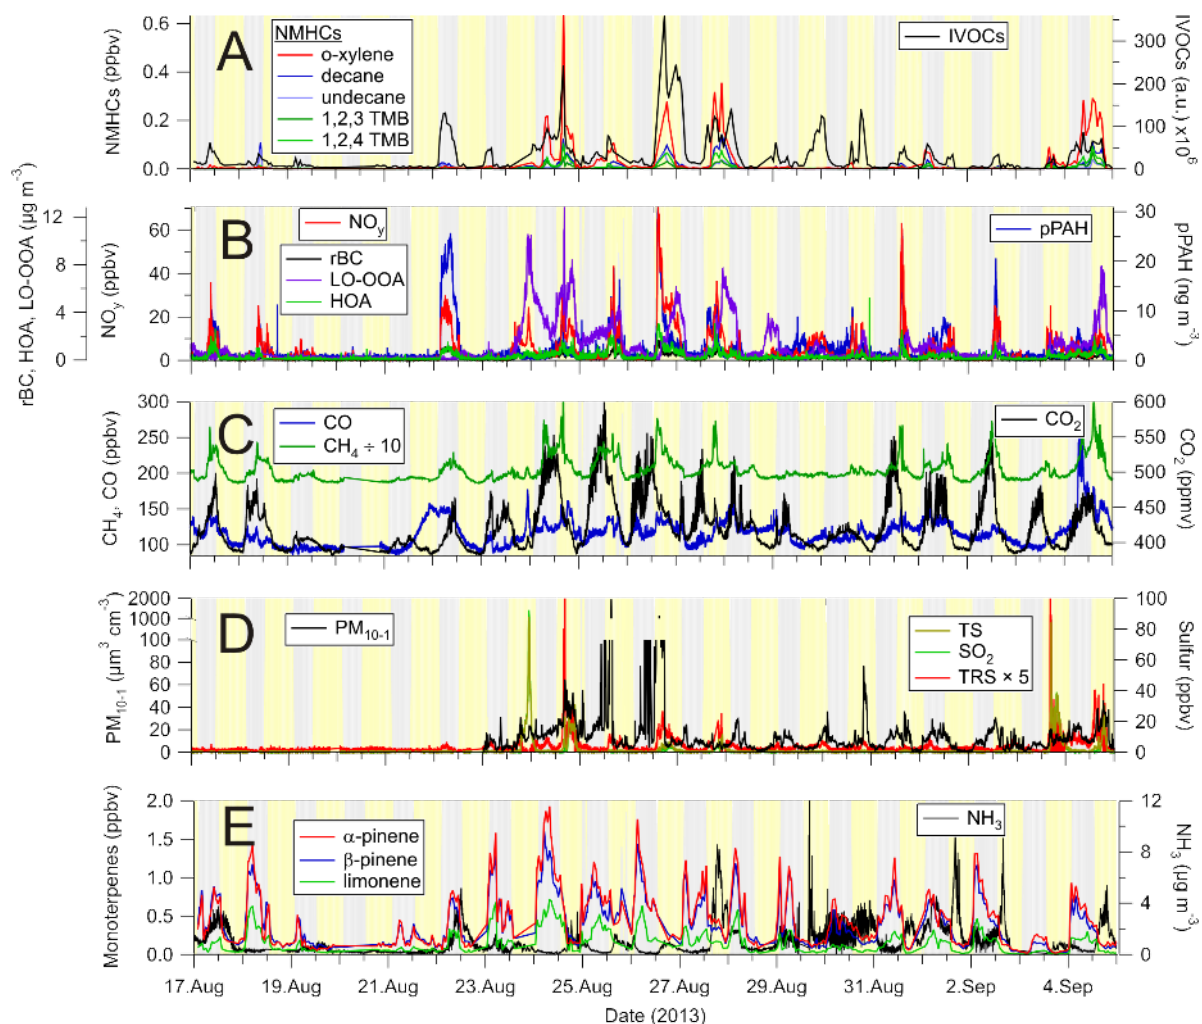 A
NMHCs (ppbv)
0.6
0.4
0.2
0.0
NMHCs
o-xylene
decane
undecane
1,2,3 TMB
1,2,4 TMB
IVOCs
300
200
100
0
IVOCs
(a.u.) x10⁶
B
rBC, HOA, LO-OOA (µg m⁻³)
12
8
4
0
NOy (ppbv)
60
40
20
0
NOy
rBC
LO-OOA
HOA
pPAH
30
20
10
0
pPAH
(ng m⁻³)
C
CH₄, CO (ppbv)
300
250
200
150
100
CO
CH₄ ÷ 10
CO₂
600
550
500
450
400
CO₂
(ppmv)
D
PM₁₀₋₁
(µm³ cm⁻³)
2000
1000
100
80
60
40
20
0
PM₁₀₋₁
TS
SO₂
TRS × 5
100
80
60
40
20
0
Sulfur (ppbv)
E
Monoterpenes (ppbv)
2.0
1.5
1.0
0.5
0.0
α-pinene
β-pinene
limonene
NH₃
12
8
4
0
NH₃
(µg m⁻³)
17.Aug 19.Aug 21.Aug 23.Aug 25.Aug 27.Aug 29.Aug 31.Aug 2.Sep 4.Sep
Date (2013)